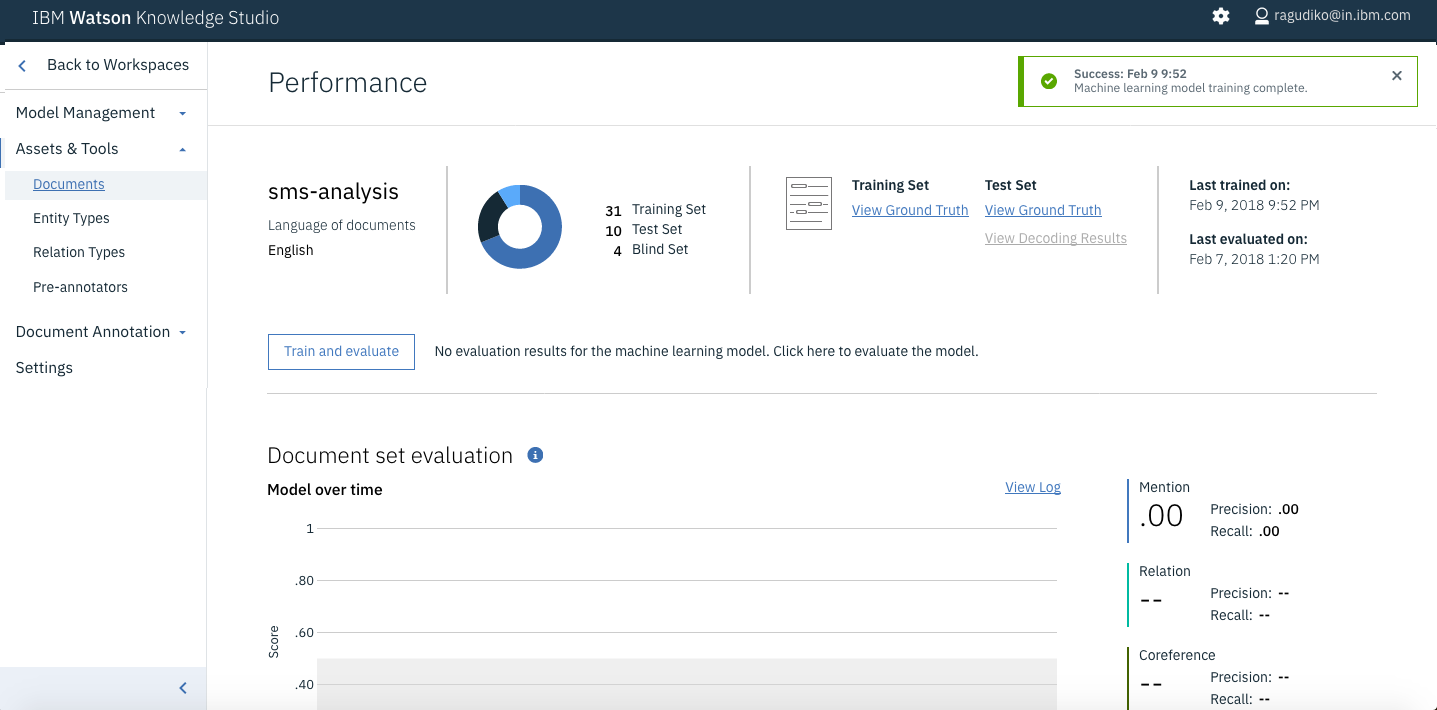 IBM Watson Knowledge Studio
ragudiko@in.ibm.com
Back to Workspaces
Model Management
Assets & Tools
Documents
Entity Types
Relation Types
Pre-annotators
Document Annotation
Settings
Performance
Success: Feb 9 9:52
Machine learning model training complete.
sms-analysis
Language of documents
English
31 Training Set
10 Test Set
4 Blind Set
Training Set
View Ground Truth
Test Set
View Ground Truth
View Decoding Results
Last trained on:
Feb 9, 2018 9:52 PM
Last evaluated on:
Feb 7, 2018 1:20 PM
Train and evaluate
No evaluation results for the machine learning model. Click here to evaluate the model.
Document set evaluation
Model over time
View Log
1
.80
.60
.40
Score
Mention
.00
Precision: .00
Recall: .00
Relation
--
Precision: --
Recall: --
Coreference
--
Precision: --
Recall: --